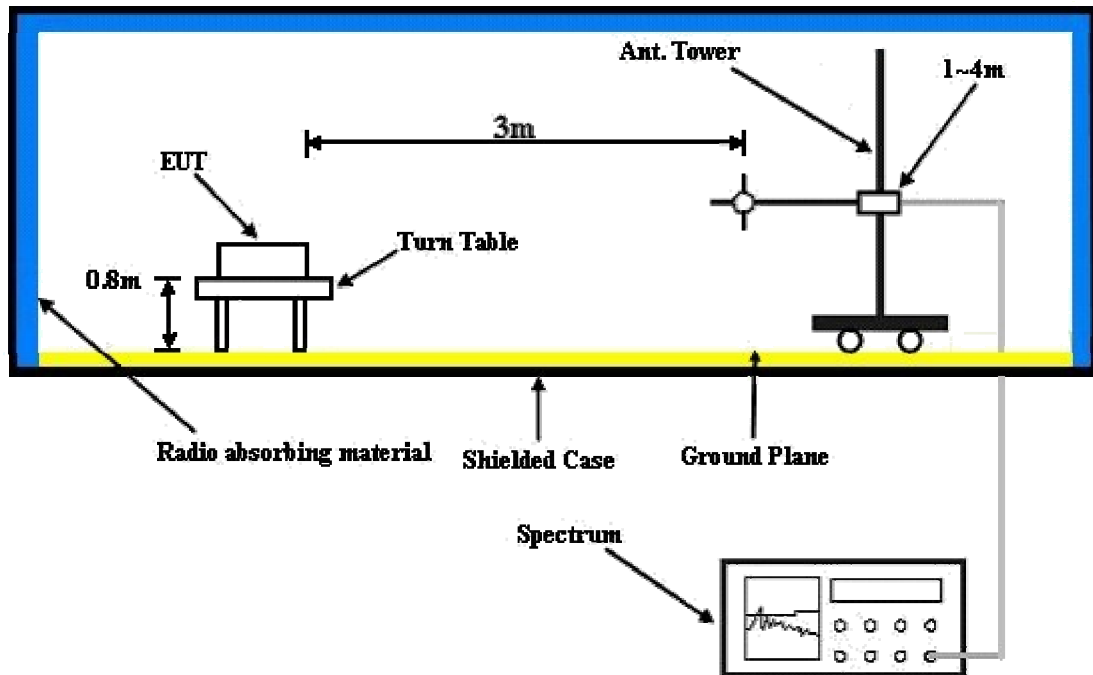 Ant. Tower
1~4m
3m
EUT
Turn Table
0.8m
Radio absorbing material
Shielded Case
Ground Plane
Spectrum